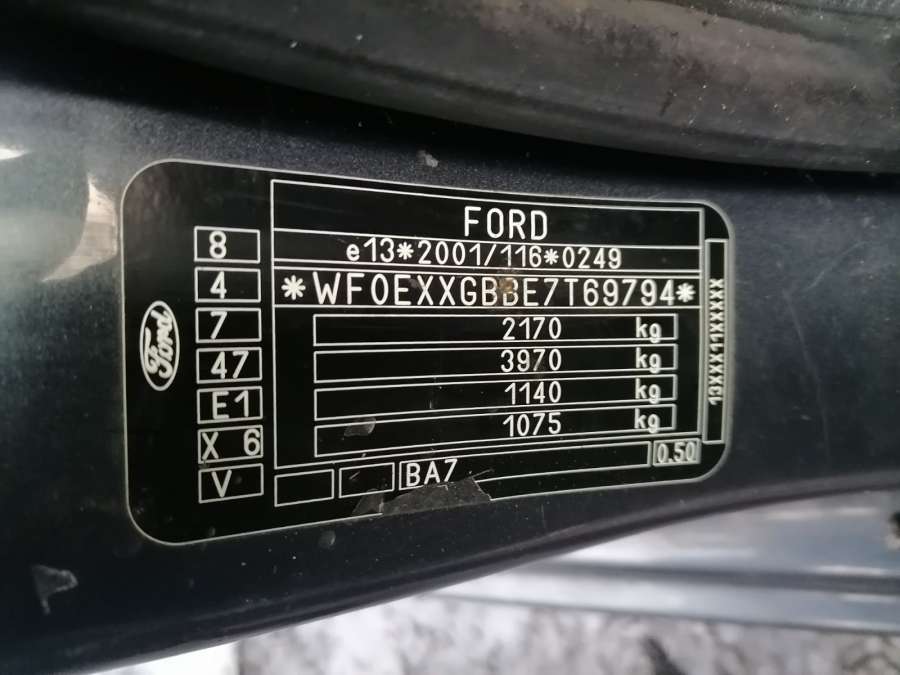 FORD
e13*2001/116*0249
*WF0EXXGBBE7T69794*
2170 kg
3970 kg
1140 kg
1075 kg
BA7
0.50
8
4
7
47
E1
X 6
V
Ford
13XXX11XXXXX